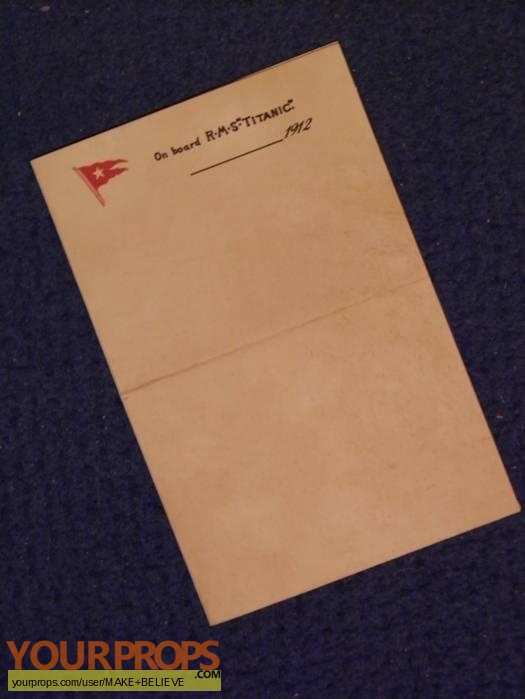 On board R·M·S "TITANIC".
1912
YOURPROPS
.COM
yourprops.com/user/MAKE+BELIEVE